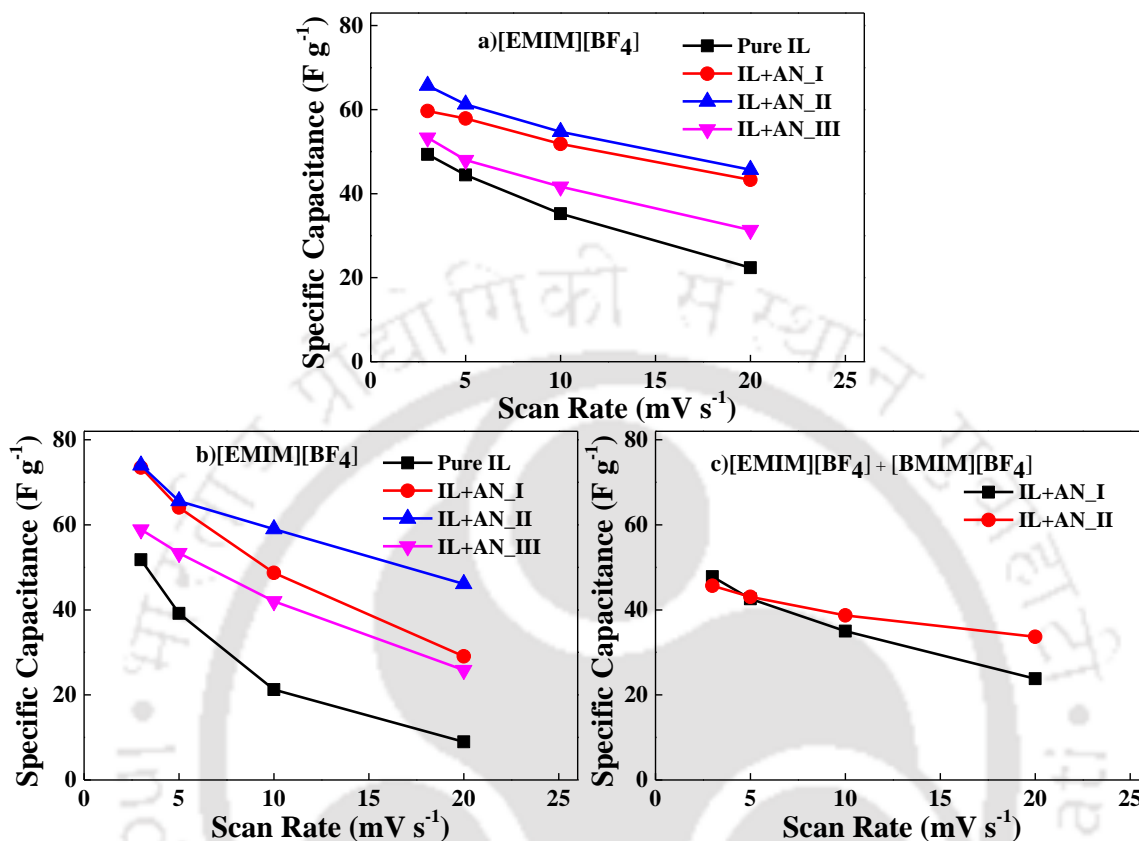 a)[EMIM][BF4]
Pure IL
IL+AN_I
IL+AN_II
IL+AN_III
Specific Capacitance (F g-1)
80
60
40
20
0
0 5 10 15 20 25
Scan Rate (mV s-1)
b)[EMIM][BF4]
Pure IL
IL+AN_I
IL+AN_II
IL+AN_III
Specific Capacitance (F g-1)
80
60
40
20
0
0 5 10 15 20 25
Scan Rate (mV s-1)
c)[EMIM][BF4] + [BMIM][BF4]
IL+AN_I
IL+AN_II
Specific Capacitance (F g-1)
80
60
40
20
0
0 5 10 15 20 25
Scan Rate (mV s-1)